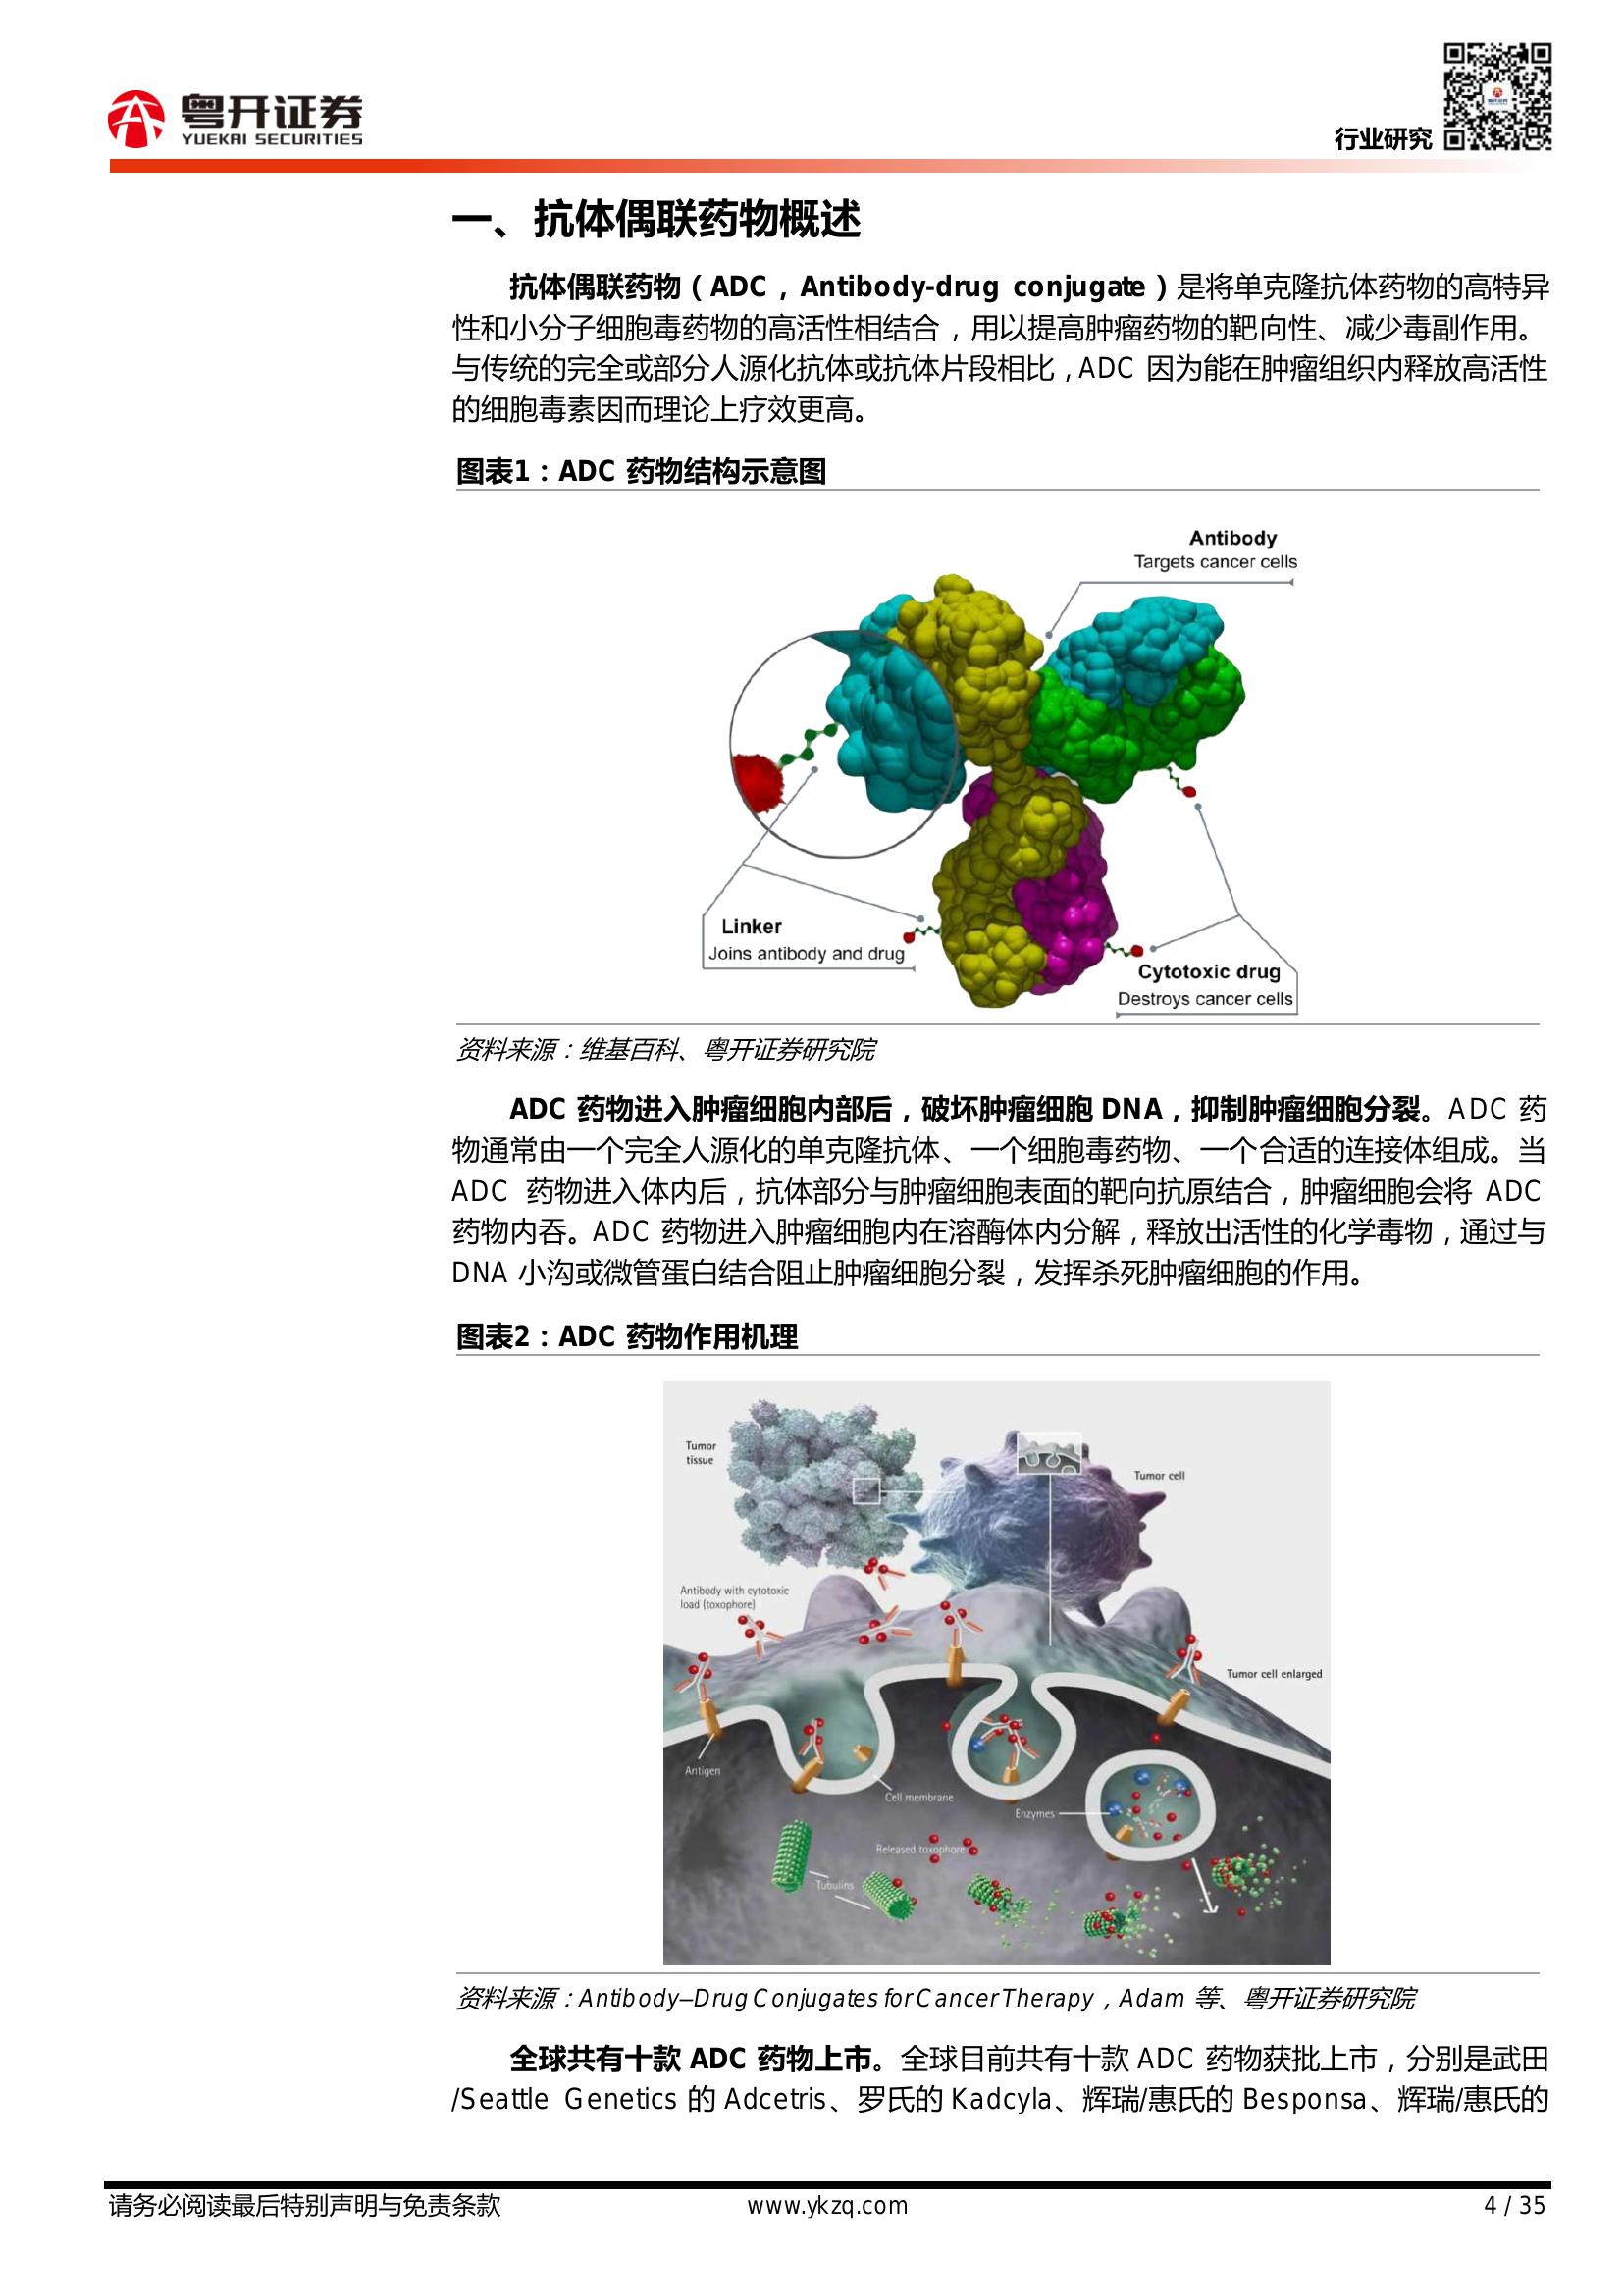 粤开证券
YUEKAI SECURITIES
行业研究
一、抗体偶联药物概述
抗体偶联药物（ADC，Antibody-drug conjugate）是将单克隆抗体药物的高特异
性和小分子细胞毒药物的高活性相结合，用以提高肿瘤药物的靶向性、减少毒副作用。
与传统的完全或部分人源化抗体或抗体片段相比，ADC 因为能在肿瘤组织内释放高活性
的细胞毒素因而理论上疗效更高。
图表1：ADC 药物结构示意图
Antibody
Targets cancer cells
Linker
Joins antibody and drug
Cytotoxic drug
Destroys cancer cells
资料来源：维基百科、粤开证券研究院
ADC 药物进入肿瘤细胞内部后，破坏肿瘤细胞 DNA，抑制肿瘤细胞分裂。ADC 药
物通常由一个完全人源化的单克隆抗体、一个细胞毒药物、一个合适的连接体组成。当
ADC 药物进入体内后，抗体部分与肿瘤细胞表面的靶向抗原结合，肿瘤细胞会将 ADC
药物内吞。ADC 药物进入肿瘤细胞内在溶酶体内分解，释放出活性的化学毒物，通过与
DNA 小沟或微管蛋白结合阻止肿瘤细胞分裂，发挥杀死肿瘤细胞的作用。
图表2：ADC 药物作用机理
Tumor
tissue
Tumor cell
Antibody with cytotoxic
load (toxophore)
Tumor cell enlarged
Antigen
Cell membrane
Enzymes
Released toxophore
Tubulins
资料来源：Antibody–Drug Conjugates for Cancer Therapy，Adam 等、粤开证券研究院
全球共有十款 ADC 药物上市。全球目前共有十款 ADC 药物获批上市，分别是武田
/Seattle Genetics 的 Adcetris、罗氏的 Kadcyla、辉瑞/惠氏的 Besponsa、辉瑞/惠氏的
请务必阅读最后特别声明与免责条款
www.ykzq.com
4 / 35